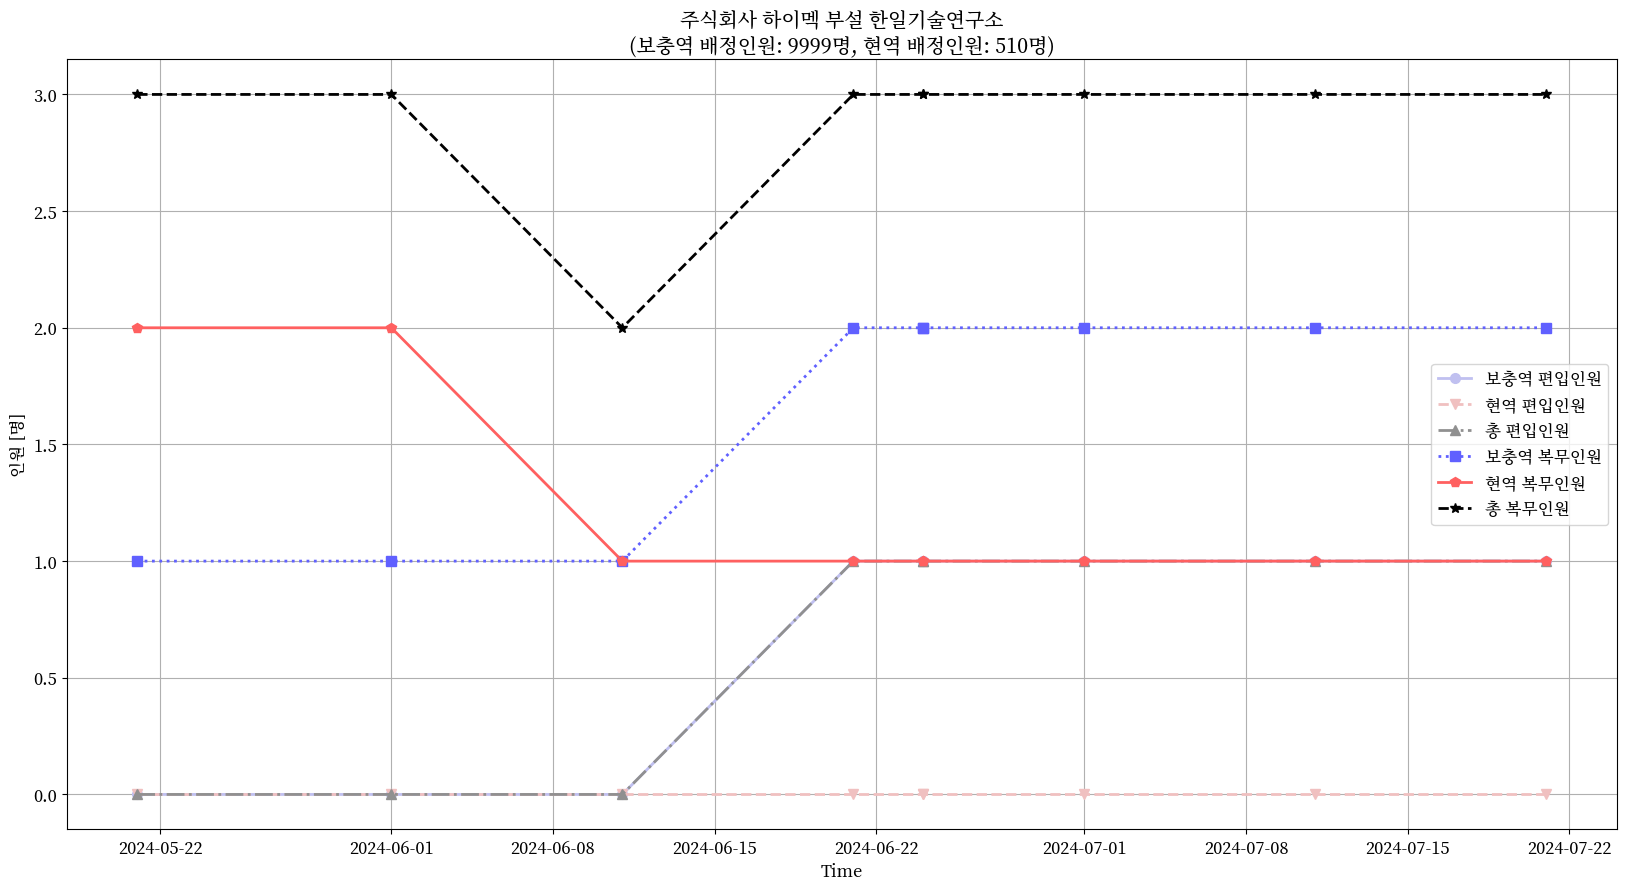 주식회사 하이멕 부설 한일기술연구소
(보충역 배정인원: 9999명, 현역 배정인원: 510명)
인원 [명]
3.0
2.5
2.0
1.5
1.0
0.5
0.0
보충역 편입인원
현역 편입인원
총 편입인원
보충역 복무인원
현역 복무인원
총 복무인원
2024-05-22
2024-06-01
2024-06-08
2024-06-15
2024-06-22
2024-07-01
2024-07-08
2024-07-15
2024-07-22
Time